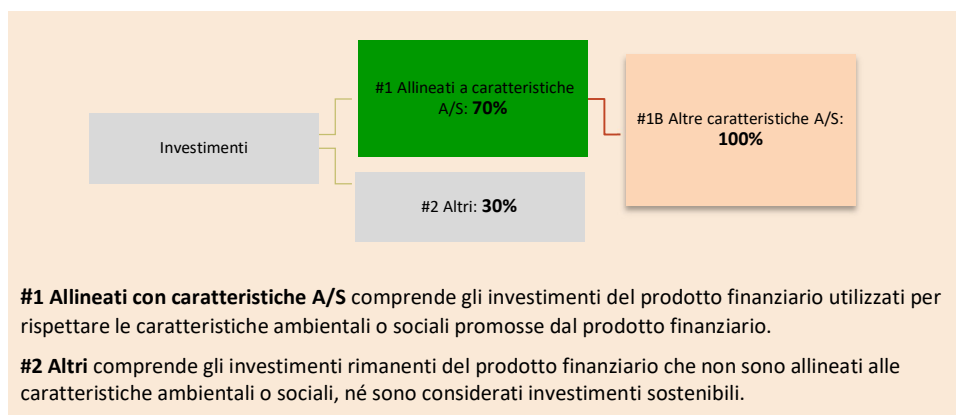 #1 Allineati a caratteristiche
A/S: 70%
#1B Altre caratteristiche A/S:
100%
Investimenti
#2 Altri: 30%
#1 Allineati con caratteristiche A/S comprende gli investimenti del prodotto finanziario utilizzati per
rispettare le caratteristiche ambientali o sociali promosse dal prodotto finanziario.
#2 Altri comprende gli investimenti rimanenti del prodotto finanziario che non sono allineati alle
caratteristiche ambientali o sociali, né sono considerati investimenti sostenibili.